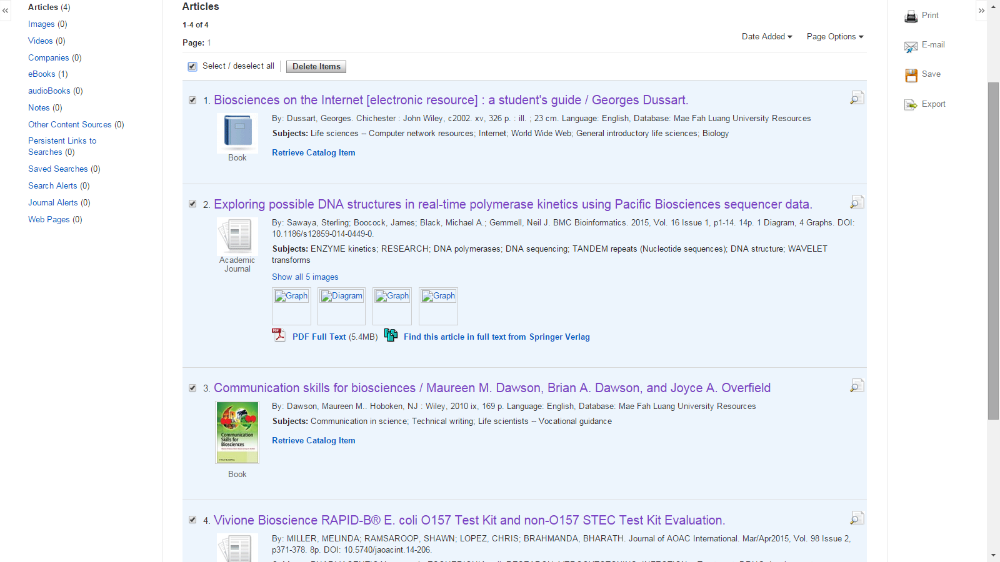 Articles (4)
Images (0)
Videos (0)
Companies (0)
eBooks (1)
audioBooks (0)
Notes (0)
Other Content Sources (0)
Persistent Links to
Searches (0)
Saved Searches (0)
Search Alerts (0)
Journal Alerts (0)
Web Pages (0)
Articles
1-4 of 4
Page: 1
Date Added
Page Options
Select / deselect all
Delete Items
1. Biosciences on the Internet [electronic resource] : a student's guide / Georges Dussart.
By: Dussart, Georges. Chichester : John Wiley, c2002. xv, 326 p. : ill. ; 23 cm. Language: English, Database: Mae Fah Luang University Resources
Subjects: Life sciences -- Computer network resources; Internet; World Wide Web; General introductory life sciences; Biology
Book
Retrieve Catalog Item
2. Exploring possible DNA structures in real-time polymerase kinetics using Pacific Biosciences sequencer data.
By: Sawaya, Sterling; Boocock, James; Black, Michael A.; Gemmell, Neil J. BMC Bioinformatics. 2015, Vol. 16 Issue 1, p1-14. 14p. 1 Diagram, 4 Graphs. DOI:
10.1186/s12859-014-0449-0.
Subjects: ENZYME kinetics; RESEARCH; DNA polymerases; DNA sequencing; TANDEM repeats (Nucleotide sequences); DNA structure; WAVELET
transforms
Academic
Journal
Show all 5 images
Graph
Diagram
Graph
Graph
PDF Full Text (5.4MB)
Find this article in full text from Springer Verlag
3. Communication skills for biosciences / Maureen M. Dawson, Brian A. Dawson, and Joyce A. Overfield
By: Dawson, Maureen M.. Hoboken, NJ : Wiley, 2010 ix, 169 p. Language: English, Database: Mae Fah Luang University Resources
Subjects: Communication in science; Technical writing; Life scientists -- Vocational guidance
Communication
Skills for
Biosciences
Retrieve Catalog Item
Book
4. Vivione Bioscience RAPID-B® E. coli O157 Test Kit and non-O157 STEC Test Kit Evaluation.
By: MILLER, MELINDA; RAMSAROOP, SHAWN; LOPEZ, CHRIS; BRAHMANDA, BHARATH. Journal of AOAC International. Mar/Apr2015, Vol. 98 Issue 2,
p371-378. 8p. DOI: 10.5740/jaoacint.14-206.
Print
E-mail
Save
Export